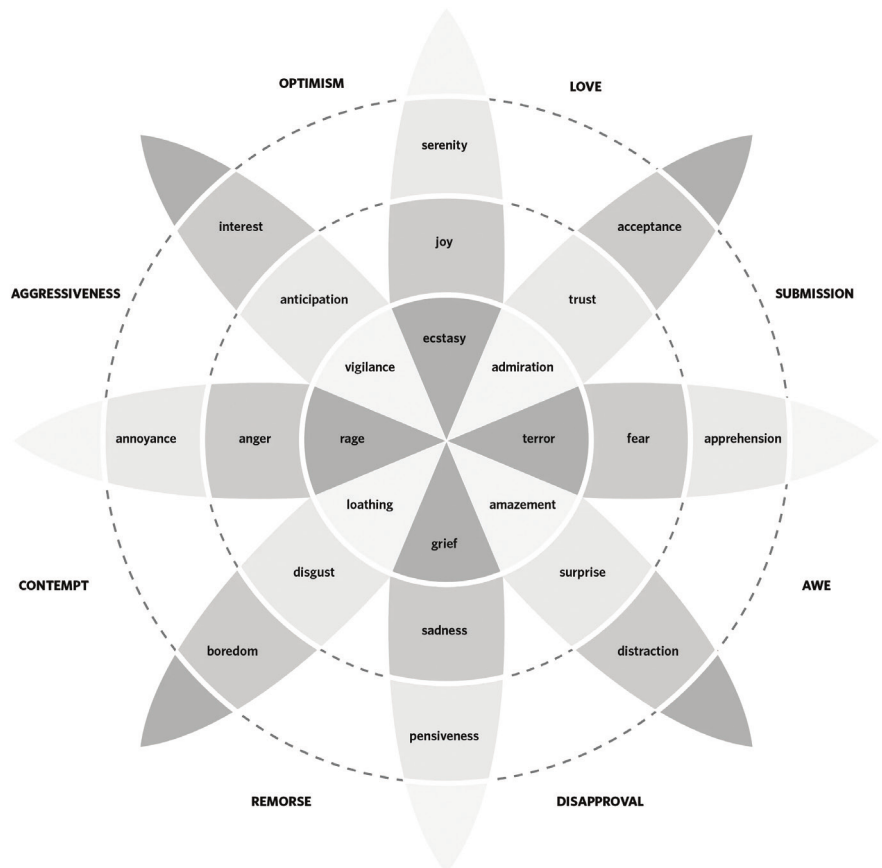 OPTIMISM
LOVE
serenity
interest
acceptance
joy
AGGRESSIVENESS
anticipation
trust
SUBMISSION
ecstasy
vigilance
admiration
annoyance
anger
rage
terror
fear
apprehension
loathing
amazement
grief
disgust
surprise
CONTEMPT
AWE
sadness
boredom
distraction
pensiveness
REMORSE
DISAPPROVAL